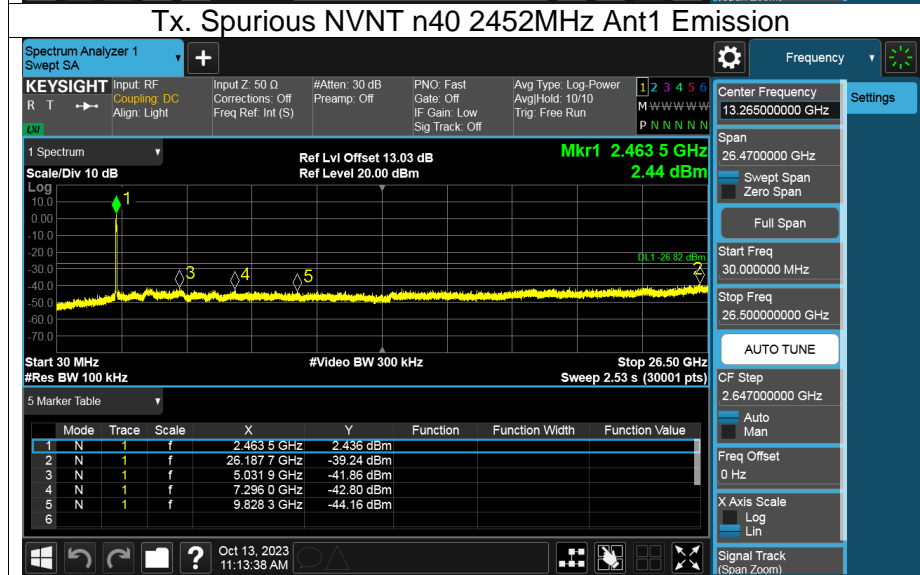 Tx. Spurious NVNT n40 2452MHz Ant1 Emission
Spectrum Analyzer 1
Swept SA
+
Frequency
KEYSIGHT
R T
LXI
Input: RF
Coupling: DC
Align: Light
Input Z: 50 Ω
Corrections: Off
Freq Ref: Int (S)
#Atten: 30 dB
Preamp: Off
PNO: Fast
Gate: Off
IF Gain: Low
Sig Track: Off
Avg Type: Log-Power
Avg|Hold: 10/10
Trig: Free Run
1 2 3 4 5 6
M W W W W W
P N N N N N
1 Spectrum
Scale/Div 10 dB
Ref Lvl Offset 13.03 dB
Ref Level 20.00 dBm
Mkr1 2.463 5 GHz
2.44 dBm
Log
10.0
0.00
-10.0
-20.0
-30.0
-40.0
-50.0
-60.0
-70.0
1
3
4
5
DL1 -26.82 dBm
2
Start 30 MHz
#Res BW 100 kHz
#Video BW 300 kHz
Stop 26.50 GHz
Sweep 2.53 s (30001 pts)
5 Marker Table
Mode Trace Scale X Y Function Function Width Function Value
1 N 1 f 2.463 5 GHz 2.436 dBm
2 N 1 f 26.187 7 GHz -39.24 dBm
3 N 1 f 5.031 9 GHz -41.86 dBm
4 N 1 f 7.296 0 GHz -42.80 dBm
5 N 1 f 9.828 3 GHz -44.16 dBm
6
?
Oct 13, 2023
11:13:38 AM
Center Frequency
13.265000000 GHz
Span
26.4700000 GHz
Swept Span
Zero Span
Full Span
Start Freq
30.000000 MHz
Stop Freq
26.500000000 GHz
AUTO TUNE
CF Step
2.647000000 GHz
Auto
Man
Freq Offset
0 Hz
X Axis Scale
Log
Lin
Signal Track
(Span Zoom)
Settings